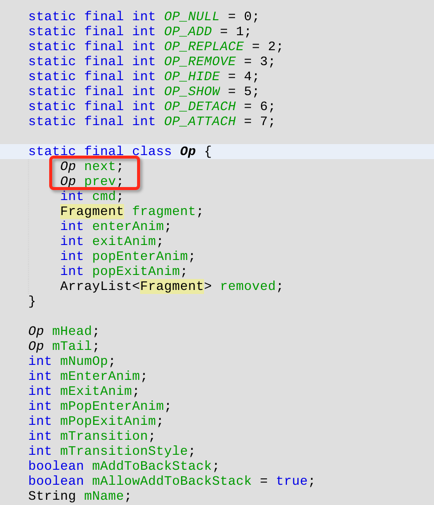 static final int OP_NULL = 0;
static final int OP_ADD = 1;
static final int OP_REPLACE = 2;
static final int OP_REMOVE = 3;
static final int OP_HIDE = 4;
static final int OP_SHOW = 5;
static final int OP_DETACH = 6;
static final int OP_ATTACH = 7;
static final class Op {
Op next;
Op prev;
int cmd;
Fragment fragment;
int enterAnim;
int exitAnim;
int popEnterAnim;
int popExitAnim;
ArrayList<Fragment> removed;
}
Op mHead;
Op mTail;
int mNumOp;
int mEnterAnim;
int mExitAnim;
int mPopEnterAnim;
int mPopExitAnim;
int mTransition;
int mTransitionStyle;
boolean mAddToBackStack;
boolean mAllowAddToBackStack = true;
String mName;